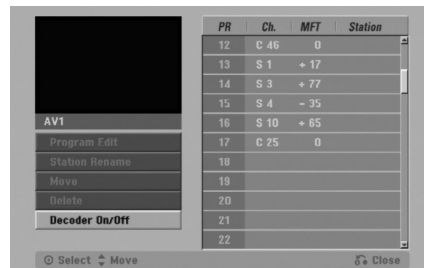 PR Ch. MFT Station
12 C 46 0
13 S 1 + 17
14 S 3 + 77
15 S 4 - 35
16 S 10 + 65
17 C 25 0
18
19
20
21
22
AV1
Program Edit
Station Rename
Move
Delete
Decoder On/Off
Select Move
Close